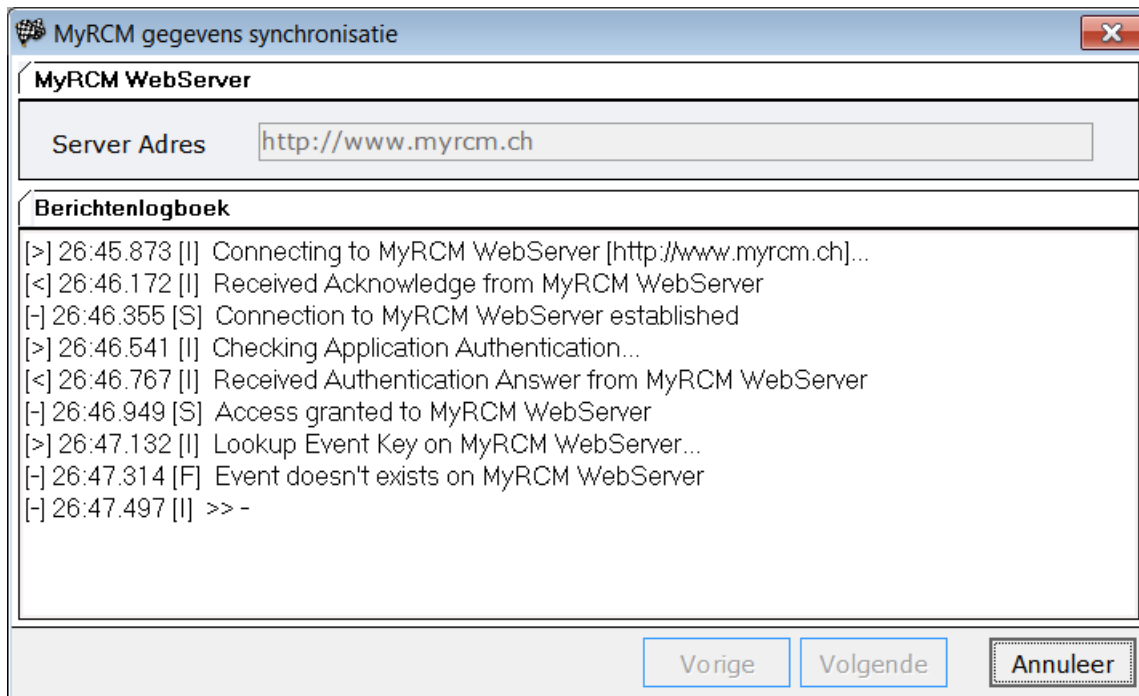 MyRCM gegevens synchronisatie
MyRCM WebServer
Server Adres http://www.myrcm.ch
Berichtenlogboek
[>] 26:45.873 [I] Connecting to MyRCM WebServer [http://www.myrcm.ch]...
[<] 26:46.172 [I] Received Acknowledge from MyRCM WebServer
[-] 26:46.355 [S] Connection to MyRCM WebServer established
[>] 26:46.541 [I] Checking Application Authentication...
[<] 26:46.767 [I] Received Authentication Answer from MyRCM WebServer
[-] 26:46.949 [S] Access granted to MyRCM WebServer
[>] 26:47.132 [I] Lookup Event Key on MyRCM WebServer...
[-] 26:47.314 [F] Event doesn't exists on MyRCM WebServer
[-] 26:47.497 [I] >> -
Vorige Volgende Annuleer